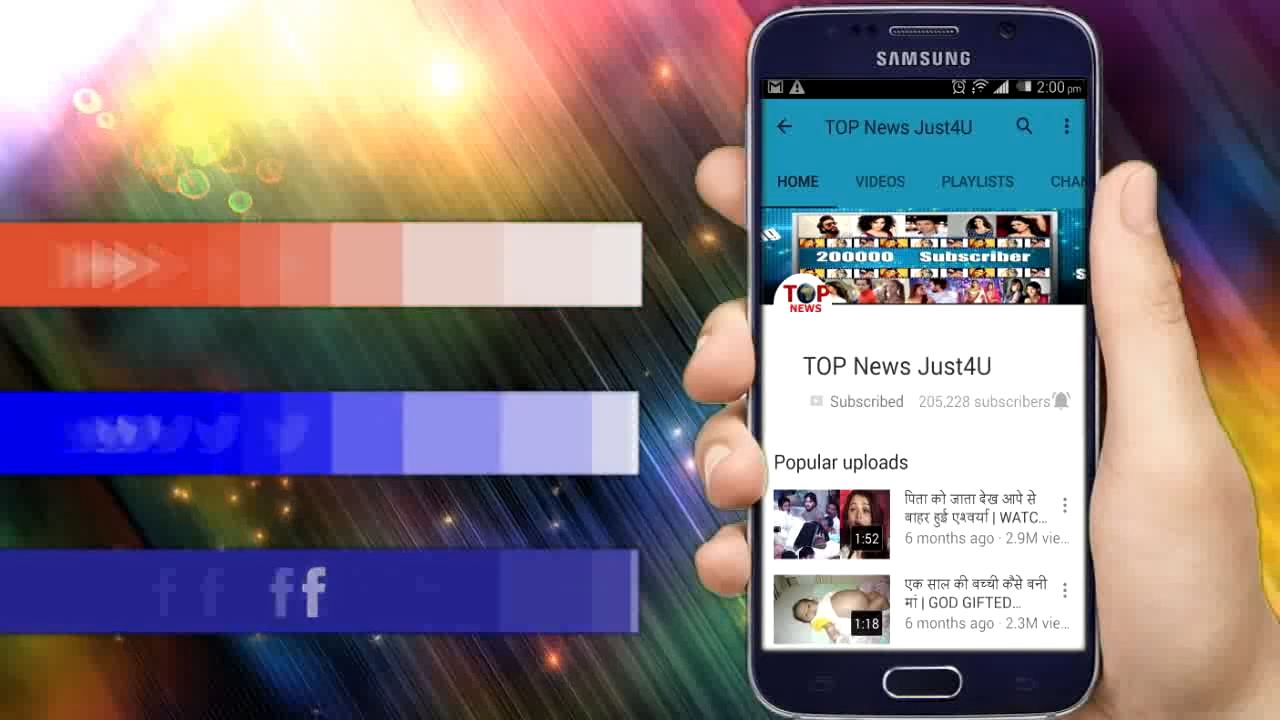 SAMSUNG
2:00 pm
TOP News Just4U
HOME VIDEOS PLAYLISTS CHAN
200000 Subscriber
TOP
NEWS
TOP News Just4U
Subscribed 205,228 subscribers
Popular uploads
पिता को जाता देख आपे से
बाहर हुई एश्वर्या | WATC...
1:52
6 months ago · 2.9M vie...
एक साल की बच्ची कैसे बनी
मां | GOD GIFTED...
1:18
6 months ago · 2.3M vie...